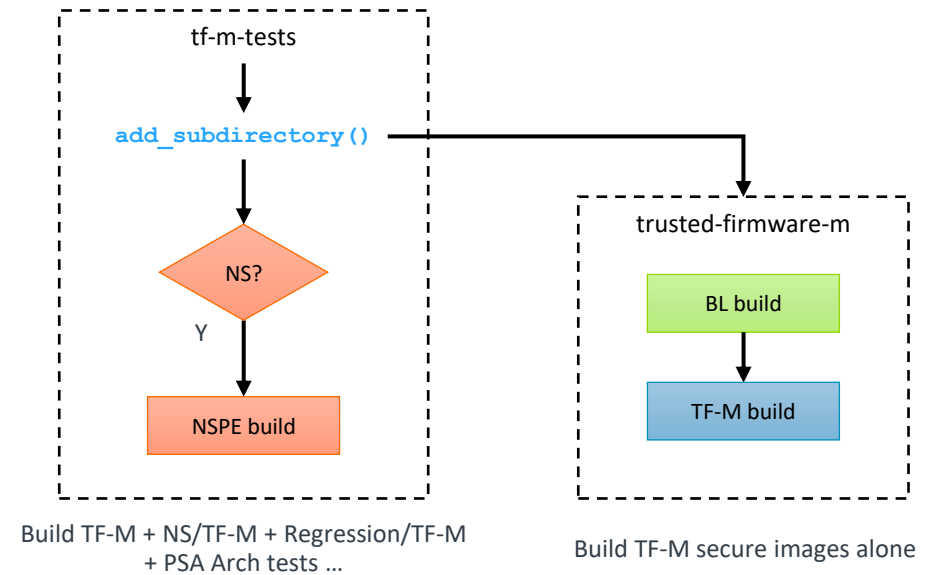 tf-m-tests
add_subdirectory()
NS?
Y
NSPE build
Build TF-M + NS/TF-M + Regression/TF-M
+ PSA Arch tests …
trusted-firmware-m
BL build
TF-M build
Build TF-M secure images alone